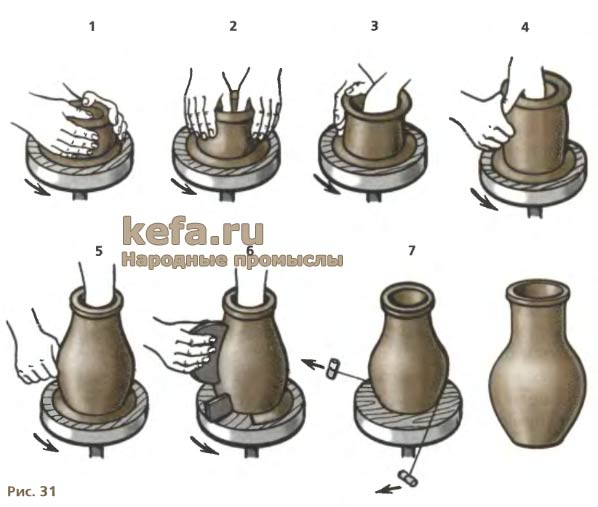 1 2 3 4
kefa.ru
Народные промыслы
5 6 7
Рис. 31